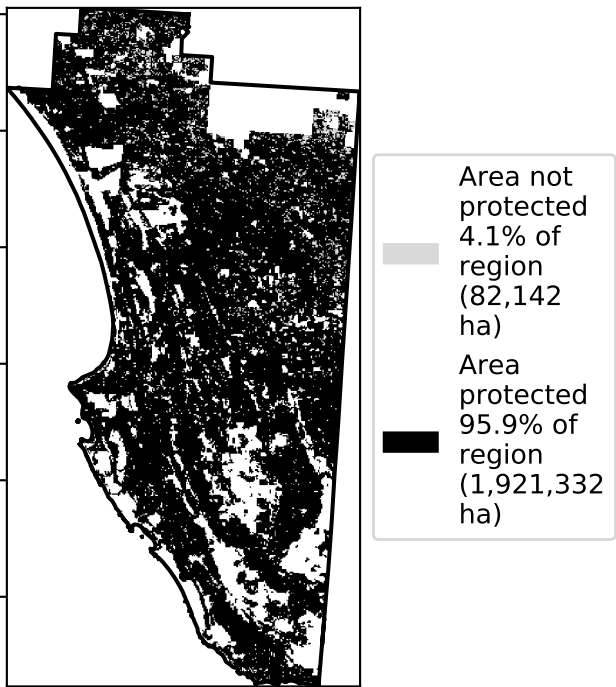 Area not
protected
4.1% of
region
(82,142
ha)
Area
protected
95.9% of
region
(1,921,332
ha)